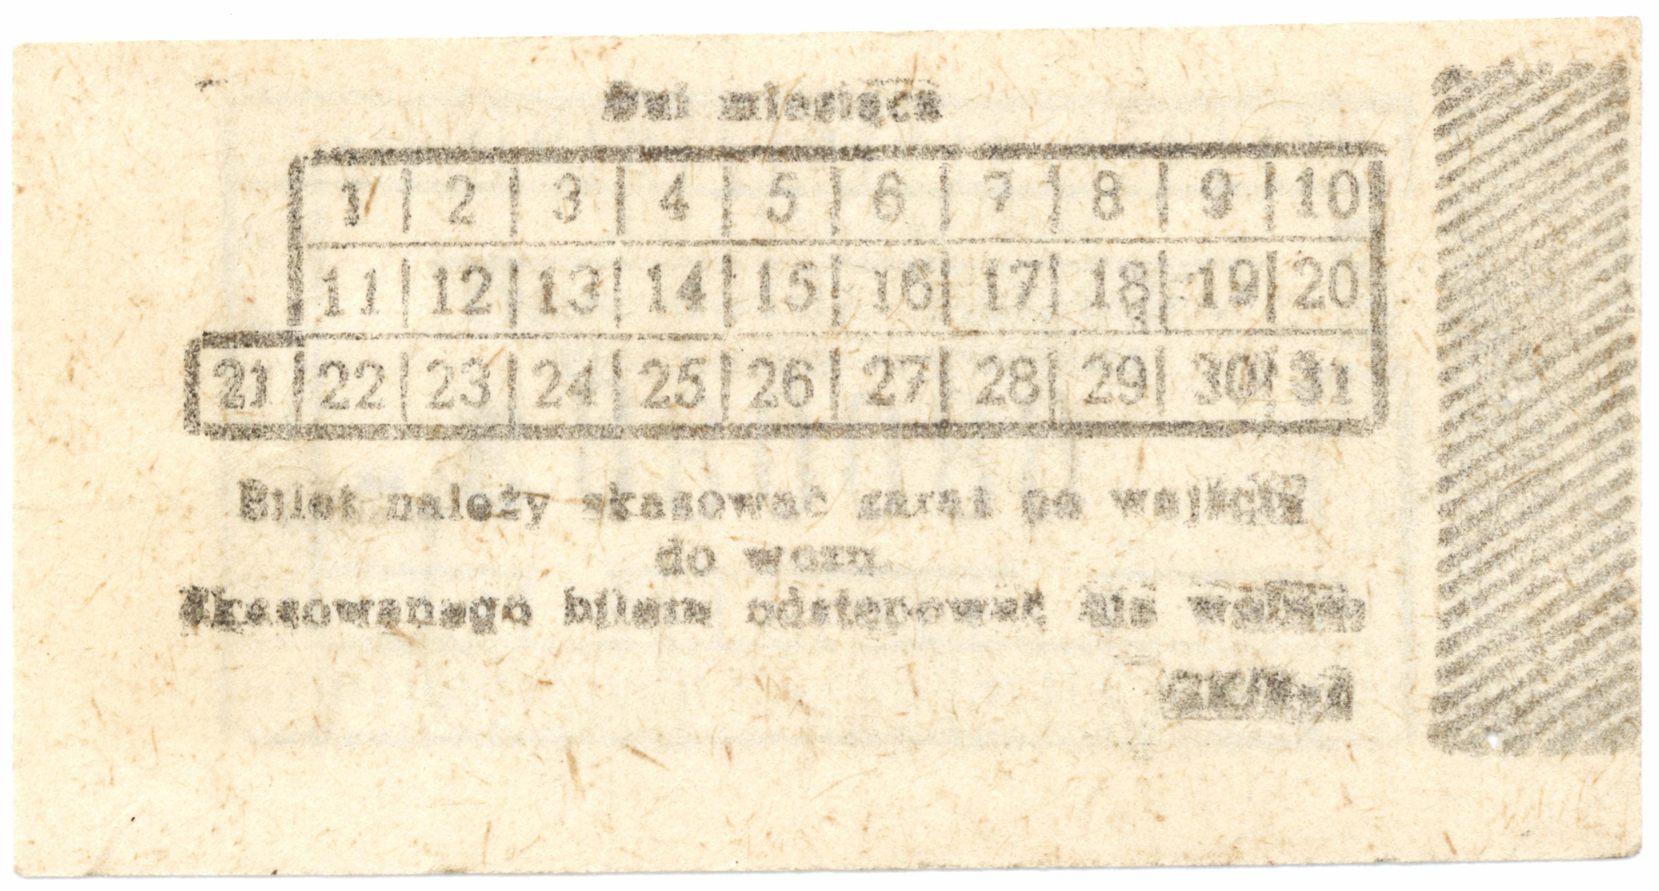 Dni miesiąca
1 2 3 4 5 6 7 8 9 10
11 12 13 14 15 16 17 18 19 20
21 22 23 24 25 26 27 28 29 30 31
Bilet należy skasować zaraz po wejściu
do wozu.
Skasowanego biletu odstępować nie wolno